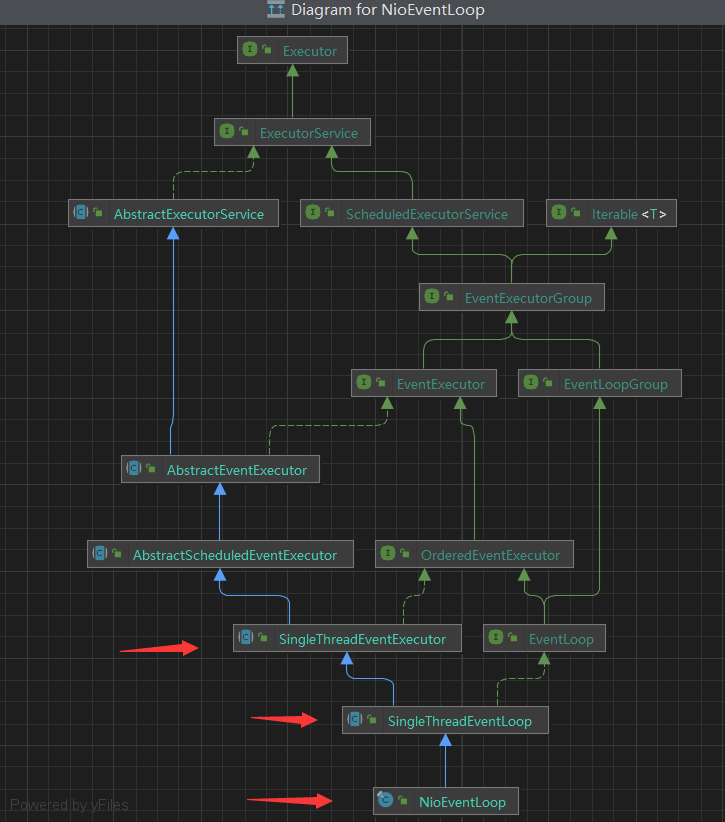 Diagram for NioEventLoop
Executor
ExecutorService
AbstractExecutorService
ScheduledExecutorService
Iterable <T>
EventExecutorGroup
EventExecutor
EventLoopGroup
AbstractEventExecutor
AbstractScheduledEventExecutor
OrderedEventExecutor
SingleThreadEventExecutor
EventLoop
SingleThreadEventLoop
NioEventLoop
Powered by yFiles